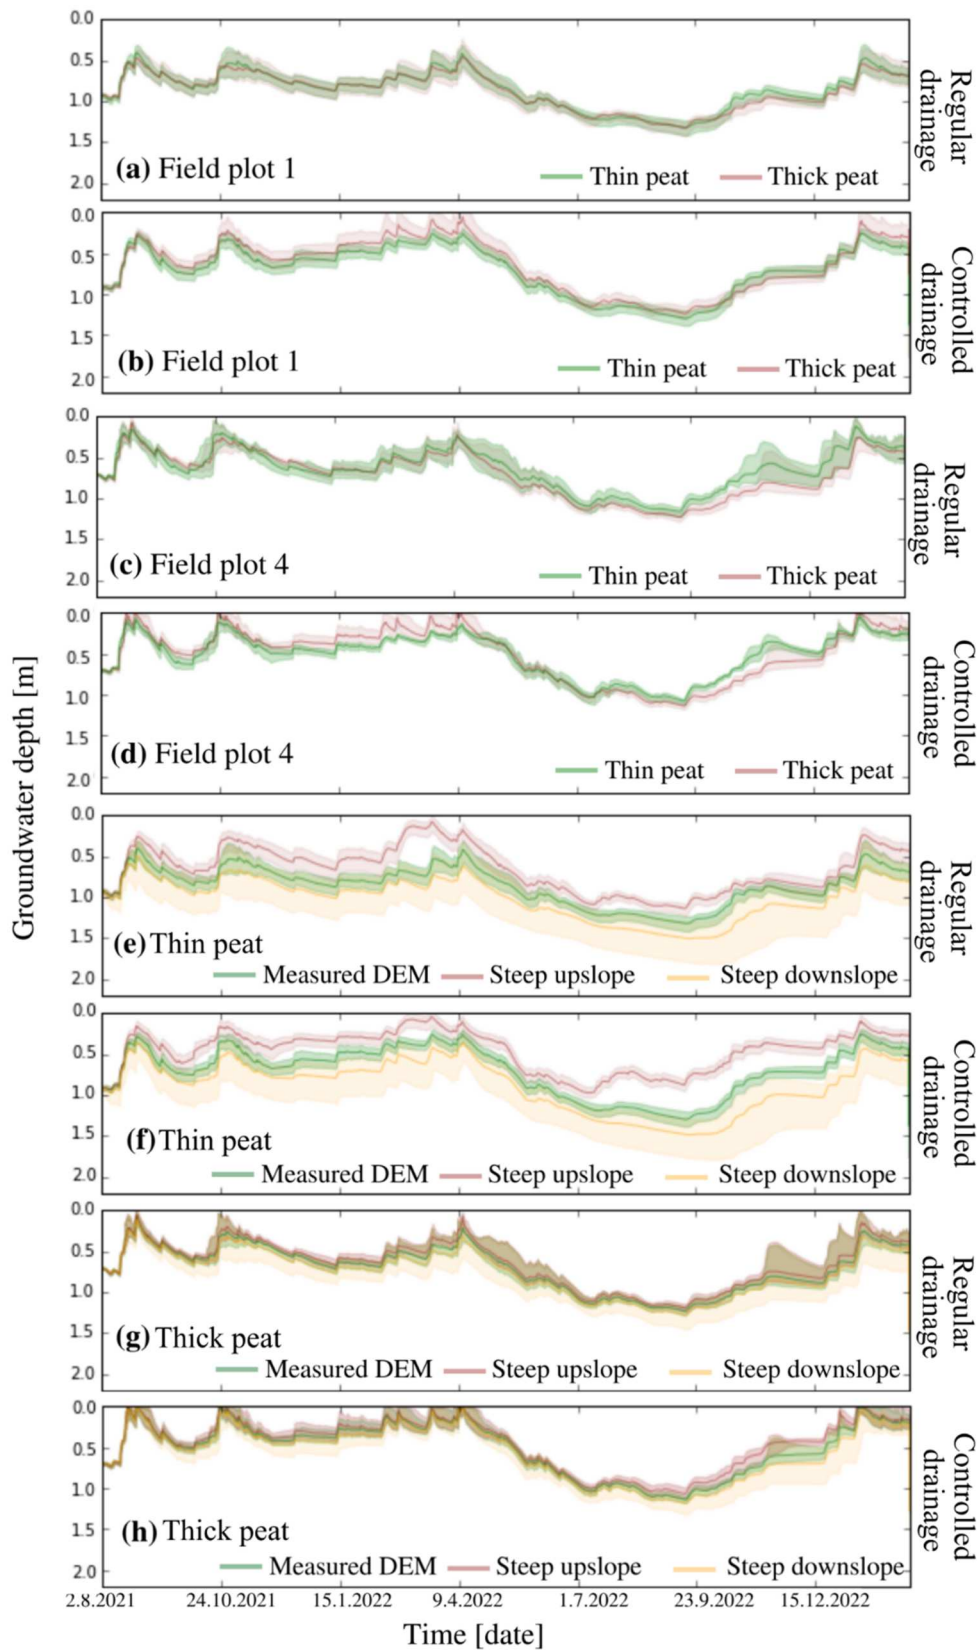 0.0
0.5
1.0
1.5
2.0
(a) Field plot 1
Thin peat
Thick peat
Regular
drainage
0.0
0.5
1.0
1.5
2.0
(b) Field plot 1
Thin peat
Thick peat
Controlled
drainage
0.0
0.5
1.0
1.5
2.0
(c) Field plot 4
Thin peat
Thick peat
Regular
drainage
0.0
0.5
1.0
1.5
2.0
(d) Field plot 4
Thin peat
Thick peat
Controlled
drainage
Groundwater depth [m]
0.0
0.5
1.0
1.5
2.0
(e) Thin peat
Measured DEM
Steep upslope
Steep downslope
Regular
drainage
0.0
0.5
1.0
1.5
2.0
(f) Thin peat
Measured DEM
Steep upslope
Steep downslope
Controlled
drainage
0.0
0.5
1.0
1.5
2.0
(g) Thick peat
Measured DEM
Steep upslope
Steep downslope
Regular
drainage
0.0
0.5
1.0
1.5
2.0
(h) Thick peat
Measured DEM
Steep upslope
Steep downslope
Controlled
drainage
2.8.2021 24.10.2021 15.1.2022 9.4.2022 1.7.2022 23.9.2022 15.12.2022
Time [date]